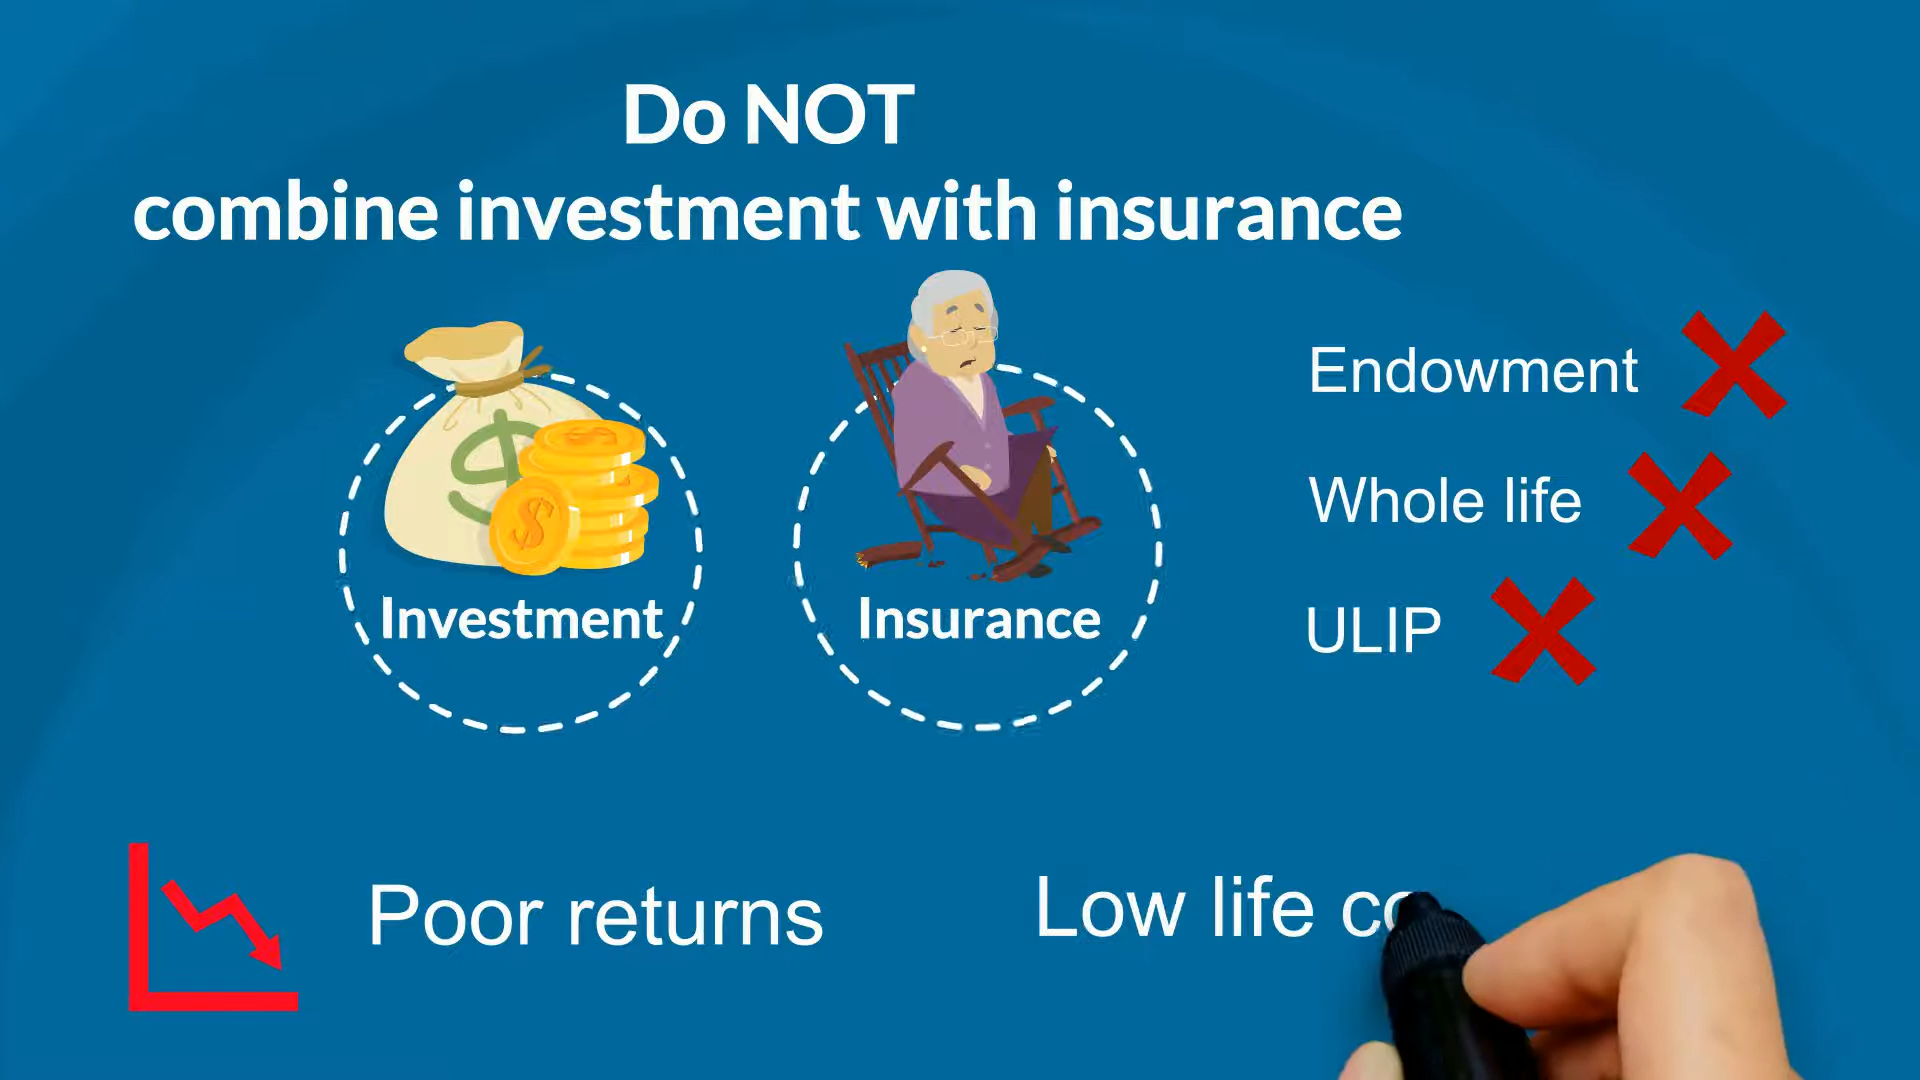 Do NOT
combine investment with insurance
Investment
Insurance
Endowment
Whole life
ULIP
Poor returns
Low life